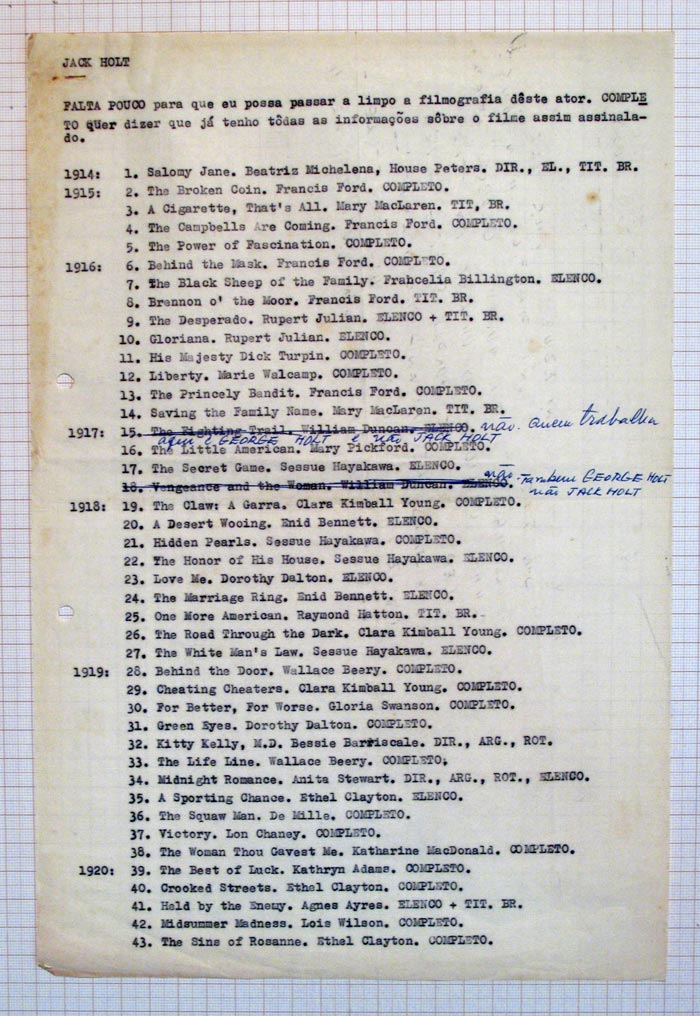 JACK HOLT
FALTA POUCO para que eu possa passar a limpo a filmografia dêste ator. COMPLE
TO quer dizer que já tenho tôdas as informações sôbre o filme assim assinala-
do.
1914: 1. Salomy Jane. Beatriz Michelena, House Peters. DIR., EL., TIT. BR.
1915: 2. The Broken Coin. Francis Ford. COMPLETO.
3. A Cigarette, That's All. Mary MacLaren. TIT, BR.
4. The Campbells Are Coming. Francis Ford. COMPLETO.
5. The Power of Fascination. COMPLETO.
1916: 6. Behind the Mask. Francis Ford. COMPLETO.
7. The Black Sheep of the Family. Frahcelia Billington. ELENCO.
8. Brennon o' the Moor. Francis Ford. TIT. BR.
9. The Desperado. Rupert Julian. ELENCO + TIT. BR.
10. Gloriana. Rupert Julian. ELENCO.
11. His Majesty Dick Turpin. COMPLETO.
12. Liberty. Marie Walcamp. COMPLETO.
13. The Princely Bandit. Francis Ford. COMPLETO.
14. Saving the Family Name. Mary MacLaren. TIT. BR.
1917: 15. The Fighting Trail. William Duncan. ELENCO. não. Quem trabalha
aqui é GEORGE HOLT e não JACK HOLT
16. The Little American. Mary Pickford. COMPLETO.
17. The Secret Game. Sessue Hayakawa. ELENCO.
18. Vengeance and the Woman. William Duncan. ELENCO. não. Também GEORGE HOLT
não JACK HOLT
1918: 19. The Claw: A Garra. Clara Kimball Young. COMPLETO.
20. A Desert Wooing. Enid Bennett. ELENCO.
21. Hidden Pearls. Sessue Hayakawa. COMPLETO.
22. The Honor of His House. Sessue Hayakawa. ELENCO.
23. Love Me. Dorothy Dalton. ELENCO.
24. The Marriage Ring. Enid Bennett. ELENCO.
25. One More American. Raymond Hatton. TIT. BR.
26. The Road Through the Dark. Clara Kimball Young. COMPLETO.
27. The White Man's Law. Sessue Hayakawa. ELENCO.
1919: 28. Behind the Door. Wallace Beery. COMPLETO.
29. Cheating Cheaters. Clara Kimball Young. COMPLETO.
30. For Better, For Worse. Gloria Swanson. COMPLETO.
31. Green Eyes. Dorothy Dalton. COMPLETO.
32. Kitty Kelly, M.D. Bessie Barriscale. DIR., ARG., ROT.
33. The Life Line. Wallace Beery. COMPLETO.
34. Midnight Romance. Anita Stewart. DIR., ARG., ROT., ELENCO.
35. A Sporting Chance. Ethel Clayton. ELENCO.
36. The Squaw Man. De Mille. COMPLETO.
37. Victory. Lon Chaney. COMPLETO.
38. The Woman Thou Gavest Me. Katharine MacDonald. COMPLETO.
1920: 39. The Best of Luck. Kathryn Adams. COMPLETO.
40. Crooked Streets. Ethel Clayton. COMPLETO.
41. Held by the Enemy. Agnes Ayres. ELENCO + TIT. BR.
42. Midsummer Madness. Lois Wilson. COMPLETO.
43. The Sins of Rosanne. Ethel Clayton. COMPLETO.